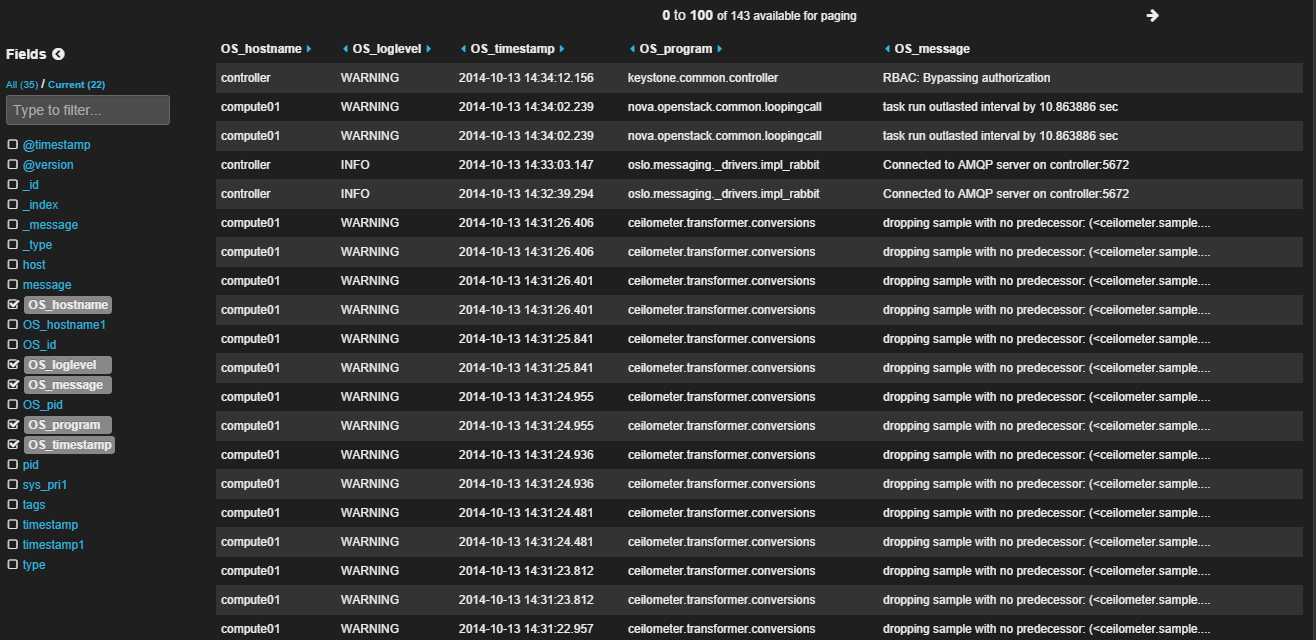 0 to 100 of 143 available for paging
Fields
All (35) / Current (22)
Type to filter...
@timestamp
@version
_id
_index
_message
_type
host
message
OS_hostname
OS_hostname1
OS_id
OS_loglevel
OS_message
OS_pid
OS_program
OS_timestamp
pid
sys_pri1
tags
timestamp
timestamp1
type
OS_hostname OS_loglevel OS_timestamp OS_program OS_message
controller WARNING 2014-10-13 14:34:12.156 keystone.common.controller RBAC: Bypassing authorization
compute01 WARNING 2014-10-13 14:34:02.239 nova.openstack.common.loopingcall task run outlasted interval by 10.863886 sec
compute01 WARNING 2014-10-13 14:34:02.239 nova.openstack.common.loopingcall task run outlasted interval by 10.863886 sec
controller INFO 2014-10-13 14:33:03.147 oslo.messaging._drivers.impl_rabbit Connected to AMQP server on controller:5672
controller INFO 2014-10-13 14:32:39.294 oslo.messaging._drivers.impl_rabbit Connected to AMQP server on controller:5672
compute01 WARNING 2014-10-13 14:31:26.406 ceilometer.transformer.conversions dropping sample with no predecessor: (<ceilometer.sample....
compute01 WARNING 2014-10-13 14:31:26.406 ceilometer.transformer.conversions dropping sample with no predecessor: (<ceilometer.sample....
compute01 WARNING 2014-10-13 14:31:26.401 ceilometer.transformer.conversions dropping sample with no predecessor: (<ceilometer.sample....
compute01 WARNING 2014-10-13 14:31:26.401 ceilometer.transformer.conversions dropping sample with no predecessor: (<ceilometer.sample....
compute01 WARNING 2014-10-13 14:31:25.841 ceilometer.transformer.conversions dropping sample with no predecessor: (<ceilometer.sample....
compute01 WARNING 2014-10-13 14:31:25.841 ceilometer.transformer.conversions dropping sample with no predecessor: (<ceilometer.sample....
compute01 WARNING 2014-10-13 14:31:24.955 ceilometer.transformer.conversions dropping sample with no predecessor: (<ceilometer.sample....
compute01 WARNING 2014-10-13 14:31:24.955 ceilometer.transformer.conversions dropping sample with no predecessor: (<ceilometer.sample....
compute01 WARNING 2014-10-13 14:31:24.936 ceilometer.transformer.conversions dropping sample with no predecessor: (<ceilometer.sample....
compute01 WARNING 2014-10-13 14:31:24.936 ceilometer.transformer.conversions dropping sample with no predecessor: (<ceilometer.sample....
compute01 WARNING 2014-10-13 14:31:24.481 ceilometer.transformer.conversions dropping sample with no predecessor: (<ceilometer.sample....
compute01 WARNING 2014-10-13 14:31:24.481 ceilometer.transformer.conversions dropping sample with no predecessor: (<ceilometer.sample....
compute01 WARNING 2014-10-13 14:31:23.812 ceilometer.transformer.conversions dropping sample with no predecessor: (<ceilometer.sample....
compute01 WARNING 2014-10-13 14:31:23.812 ceilometer.transformer.conversions dropping sample with no predecessor: (<ceilometer.sample....
compute01 WARNING 2014-10-13 14:31:22.957 ceilometer.transformer.conversions dropping sample with no predecessor: (<ceilometer.sample....